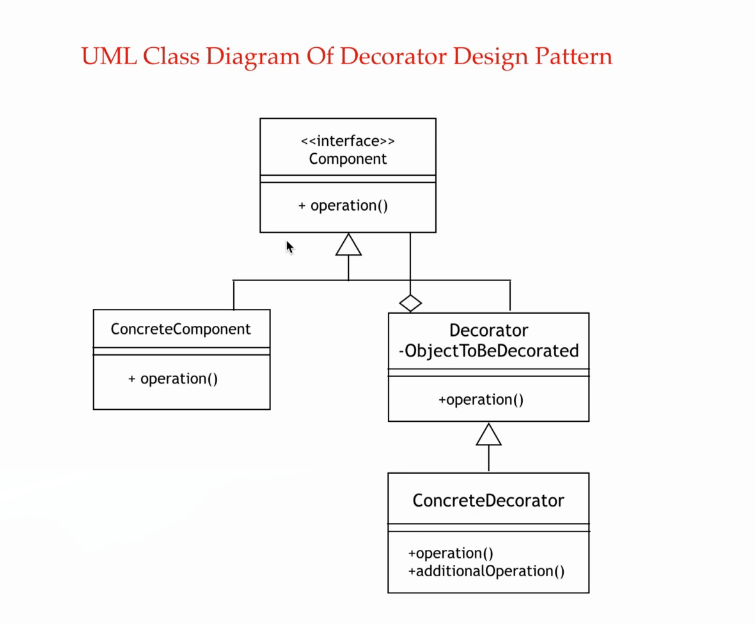 UML Class Diagram Of Decorator Design Pattern
<<interface>>
Component
+ operation()
ConcreteComponent
+ operation()
Decorator
-ObjectToBeDecorated
+operation()
ConcreteDecorator
+operation()
+additionalOperation()